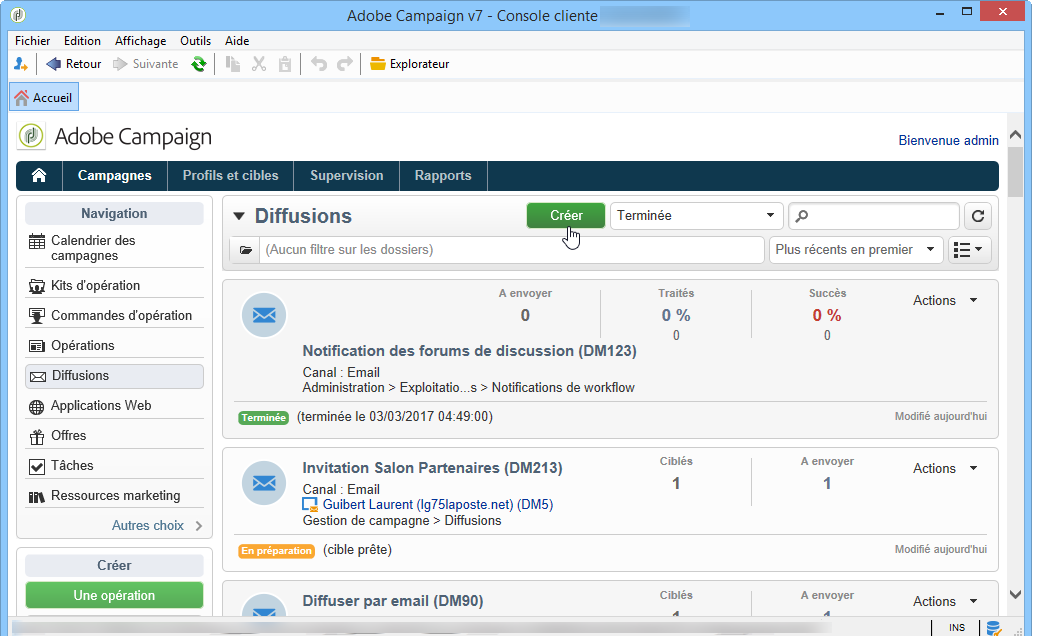 Adobe Campaign v7 - Console cliente
Fichier Edition Affichage Outils Aide
Retour Suivante Explorateur
Accueil
Adobe Campaign
Bienvenue admin
Campagnes Profils et cibles Supervision Rapports
Navigation
Calendrier des
campagnes
Kits d'opération
Commandes d'opération
Opérations
Diffusions
Applications Web
Offres
Tâches
Ressources marketing
Autres choix
Créer
Une opération
Diffusions
Créer
Terminée
(Aucun filtre sur les dossiers)
Plus récents en premier
A envoyer Traités Succès
Actions
0 0 % 0 %
0 0
Notification des forums de discussion (DM123)
Canal : Email
Administration > Exploitatio...s > Notifications de workflow
Terminée (terminée le 03/03/2017 04:49:00)
Modifié aujourd'hui
Invitation Salon Partenaires (DM213)
Ciblés A envoyer
Actions
1 1
Canal : Email
Guibert Laurent (lg75laposte.net) (DM5)
Gestion de campagne > Diffusions
En préparation (cible prête)
Modifié aujourd'hui
Diffuser par email (DM90)
Ciblés A envoyer
Actions
INS